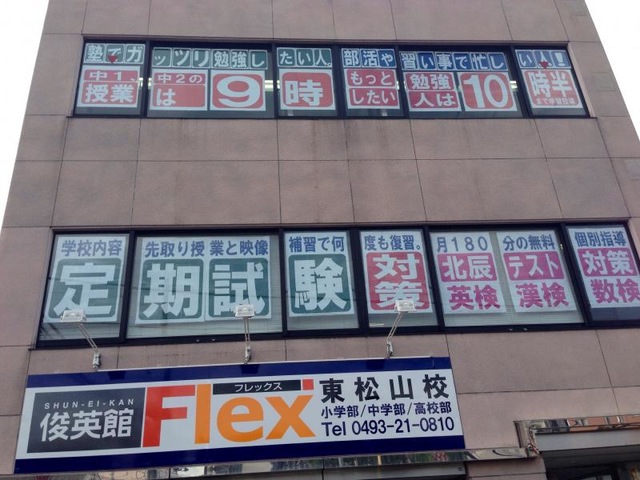 塾でガッツリ勉強したい人。部活や習い事で忙しい人!!
中1、中2の もっと勉強
授業は9時 したい人は10時半
まで学習延長
学校内容 先取り授業と映像補習で何度も復習。月180分の無料個別指導
定期試験対策 北辰テスト対策
英検 漢検 数検
SHUN-EI-KAN
俊英館
フレックス
Flex
東松山校
小学部/中学部/高校部
Tel 0493-21-0810